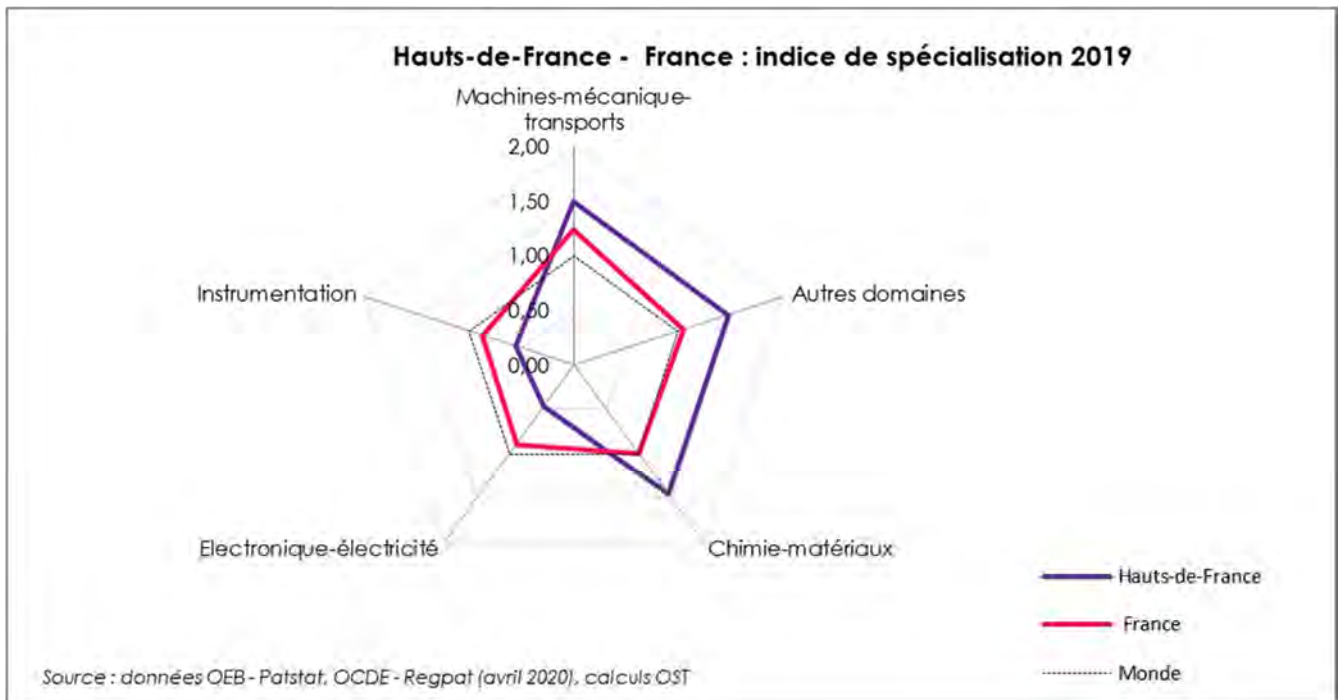 Hauts-de-France - France : indice de spécialisation 2019
Machines-mécanique-
transports
2,00
1,50
1,00
0,50
0,00
Autres domaines
Instrumentation
Electronique-électricité
Chimie-matériaux
Hauts-de-France
France
Monde
Source : données OEB - Patstat, OCDE - Regpat (avril 2020), calculs OST